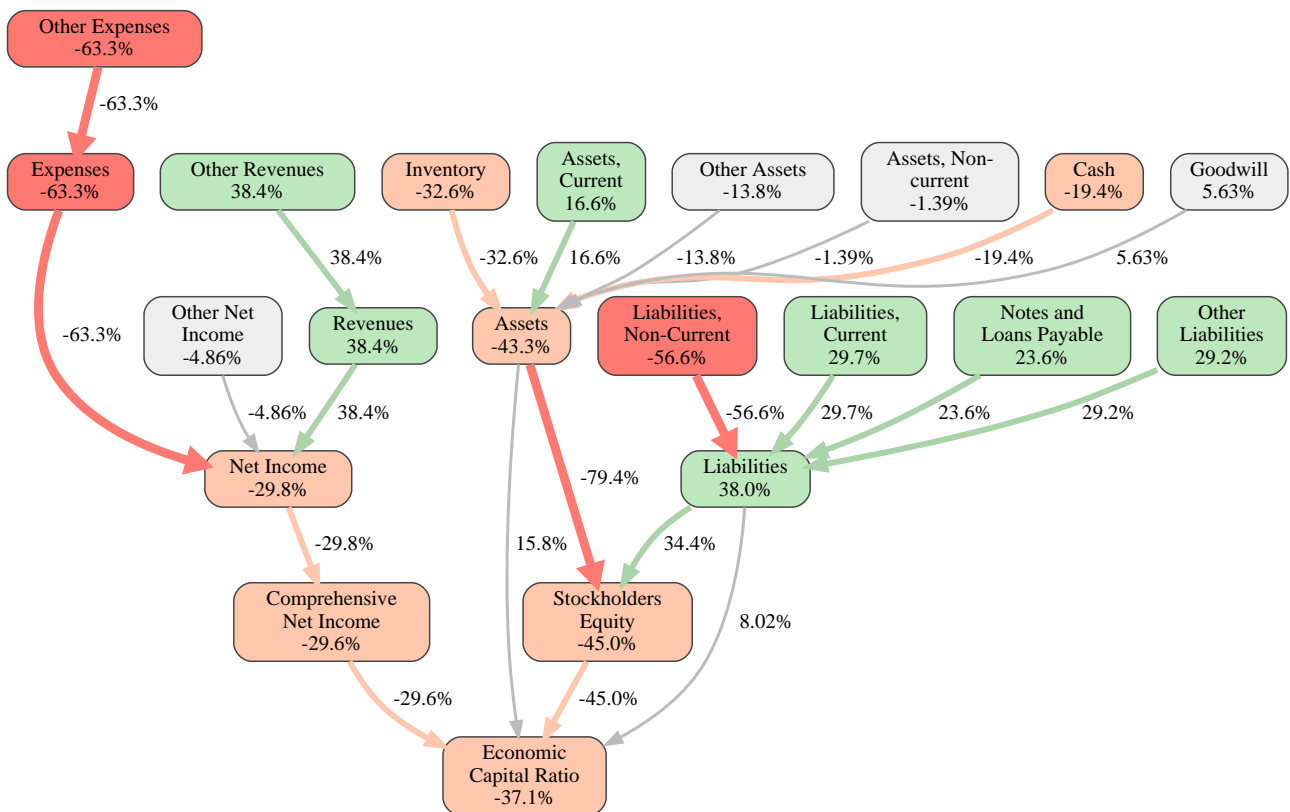 Other Expenses
-63.3%
-63.3%
Expenses
-63.3%
Other Revenues
38.4%
Inventory
-32.6%
Assets,
Current
16.6%
Other Assets
-13.8%
Assets, Non-
current
-1.39%
Cash
-19.4%
Goodwill
5.63%
38.4%
-32.6%
16.6%
-13.8%
-1.39%
-19.4%
5.63%
-63.3%
Other Net
Income
-4.86%
Revenues
38.4%
Assets
-43.3%
Liabilities,
Non-Current
-56.6%
Liabilities,
Current
29.7%
Notes and
Loans Payable
23.6%
Other
Liabilities
29.2%
-4.86%
38.4%
-56.6%
29.7%
23.6%
29.2%
Net Income
-29.8%
-79.4%
Liabilities
38.0%
-29.8%
15.8%
34.4%
Comprehensive
Net Income
-29.6%
Stockholders
Equity
-45.0%
8.02%
-29.6%
-45.0%
Economic
Capital Ratio
-37.1%